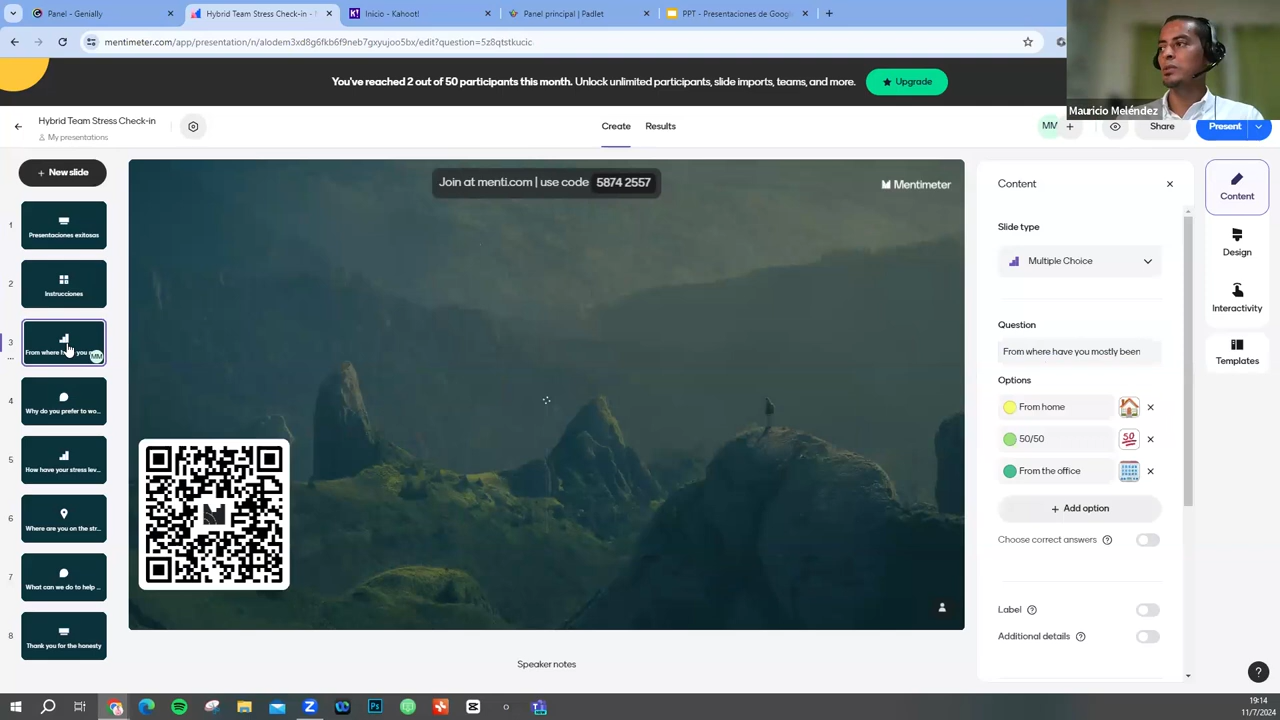 Panel - Genially
Hybrid Team Stress Check-in -
Inicio - Kahoot!
Panel principal | Padlet
PPT - Presentaciones de Goog
mentimeter.com/app/presentation/n/alodem3xd8g6fkb6f9neb7gxyujoo5bx/edit?question=5z8qtstkucic
You've reached 2 out of 50 participants this month. Unlock unlimited participants, slide imports, teams, and more.
Upgrade
Mauricio Meléndez
Hybrid Team Stress Check-in
My presentations
Create
Results
MM
Share
Present
New slide
Join at menti.com | use code 5874 2557
Mentimeter
1
Presentaciones exitosas
2
Instrucciones
3
From where h
you
MM
4
Why do you prefer to wo...
5
How have your stress lev...
6
Where are you on the str...
7
What can we do to help ...
8
Thank you for the honesty
Speaker notes
Content
Slide type
Multiple Choice
Question
From where have you mostly been
Options
From home
50/50
50
From the office
Add option
Choose correct answers
Label
Additional details
Content
Design
Interactivity
Templates
19:14
11/7/2024